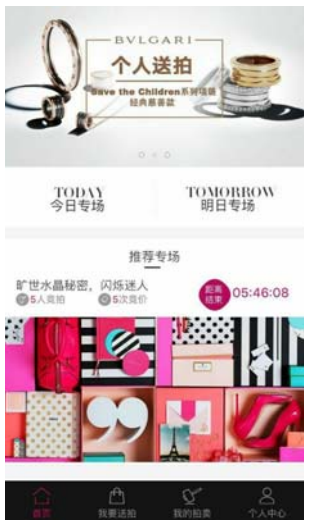 BVLGARI
个人送拍
Save the Children系列项链
经典慈善款
TODAY
今日专场
TOMORROW
明日专场
推荐专场
旷世水晶秘密，闪烁迷人
5人竞拍
5次竞价
距离
结束
05:46:08
首页
我要送拍
我的拍卖
个人中心